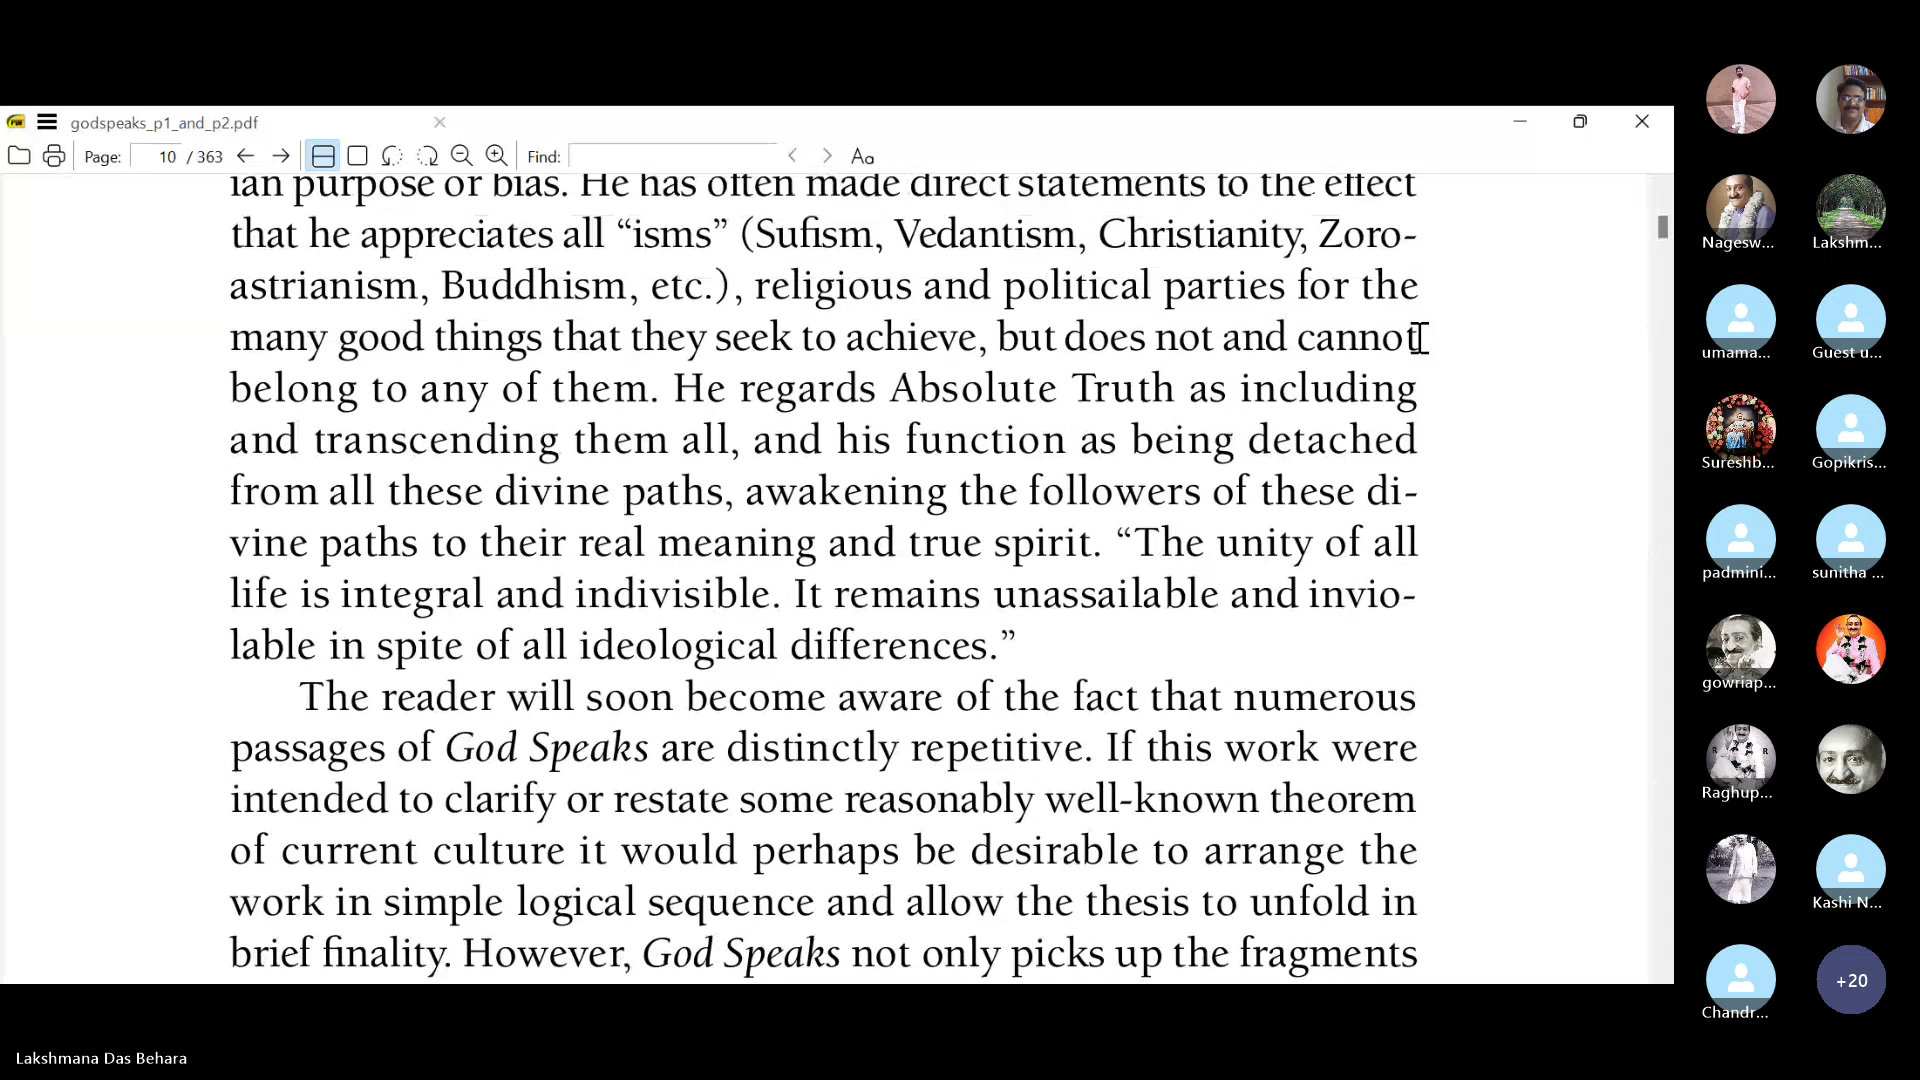 godspeaks_p1_and_p2.pdf
Page: 10 / 363
Find:
Aa
ian purpose or bias. He has often made direct statements to the effect
that he appreciates all “isms” (Sufism, Vedantism, Christianity, Zoro-
astrianism, Buddhism, etc.), religious and political parties for the
many good things that they seek to achieve, but does not and cannot
belong to any of them. He regards Absolute Truth as including
and transcending them all, and his function as being detached
from all these divine paths, awakening the followers of these di-
vine paths to their real meaning and true spirit. “The unity of all
life is integral and indivisible. It remains unassailable and invio-
lable in spite of all ideological differences.”
The reader will soon become aware of the fact that numerous
passages of God Speaks are distinctly repetitive. If this work were
intended to clarify or restate some reasonably well-known theorem
of current culture it would perhaps be desirable to arrange the
work in simple logical sequence and allow the thesis to unfold in
brief finality. However, God Speaks not only picks up the fragments
Nagesw...
Lakshm...
umama...
Guest u...
Sureshb...
Gopikris...
padmini...
sunitha ...
gowriap...
R R
Raghup...
Kashi N...
Chandr...
+20
Lakshmana Das Behara